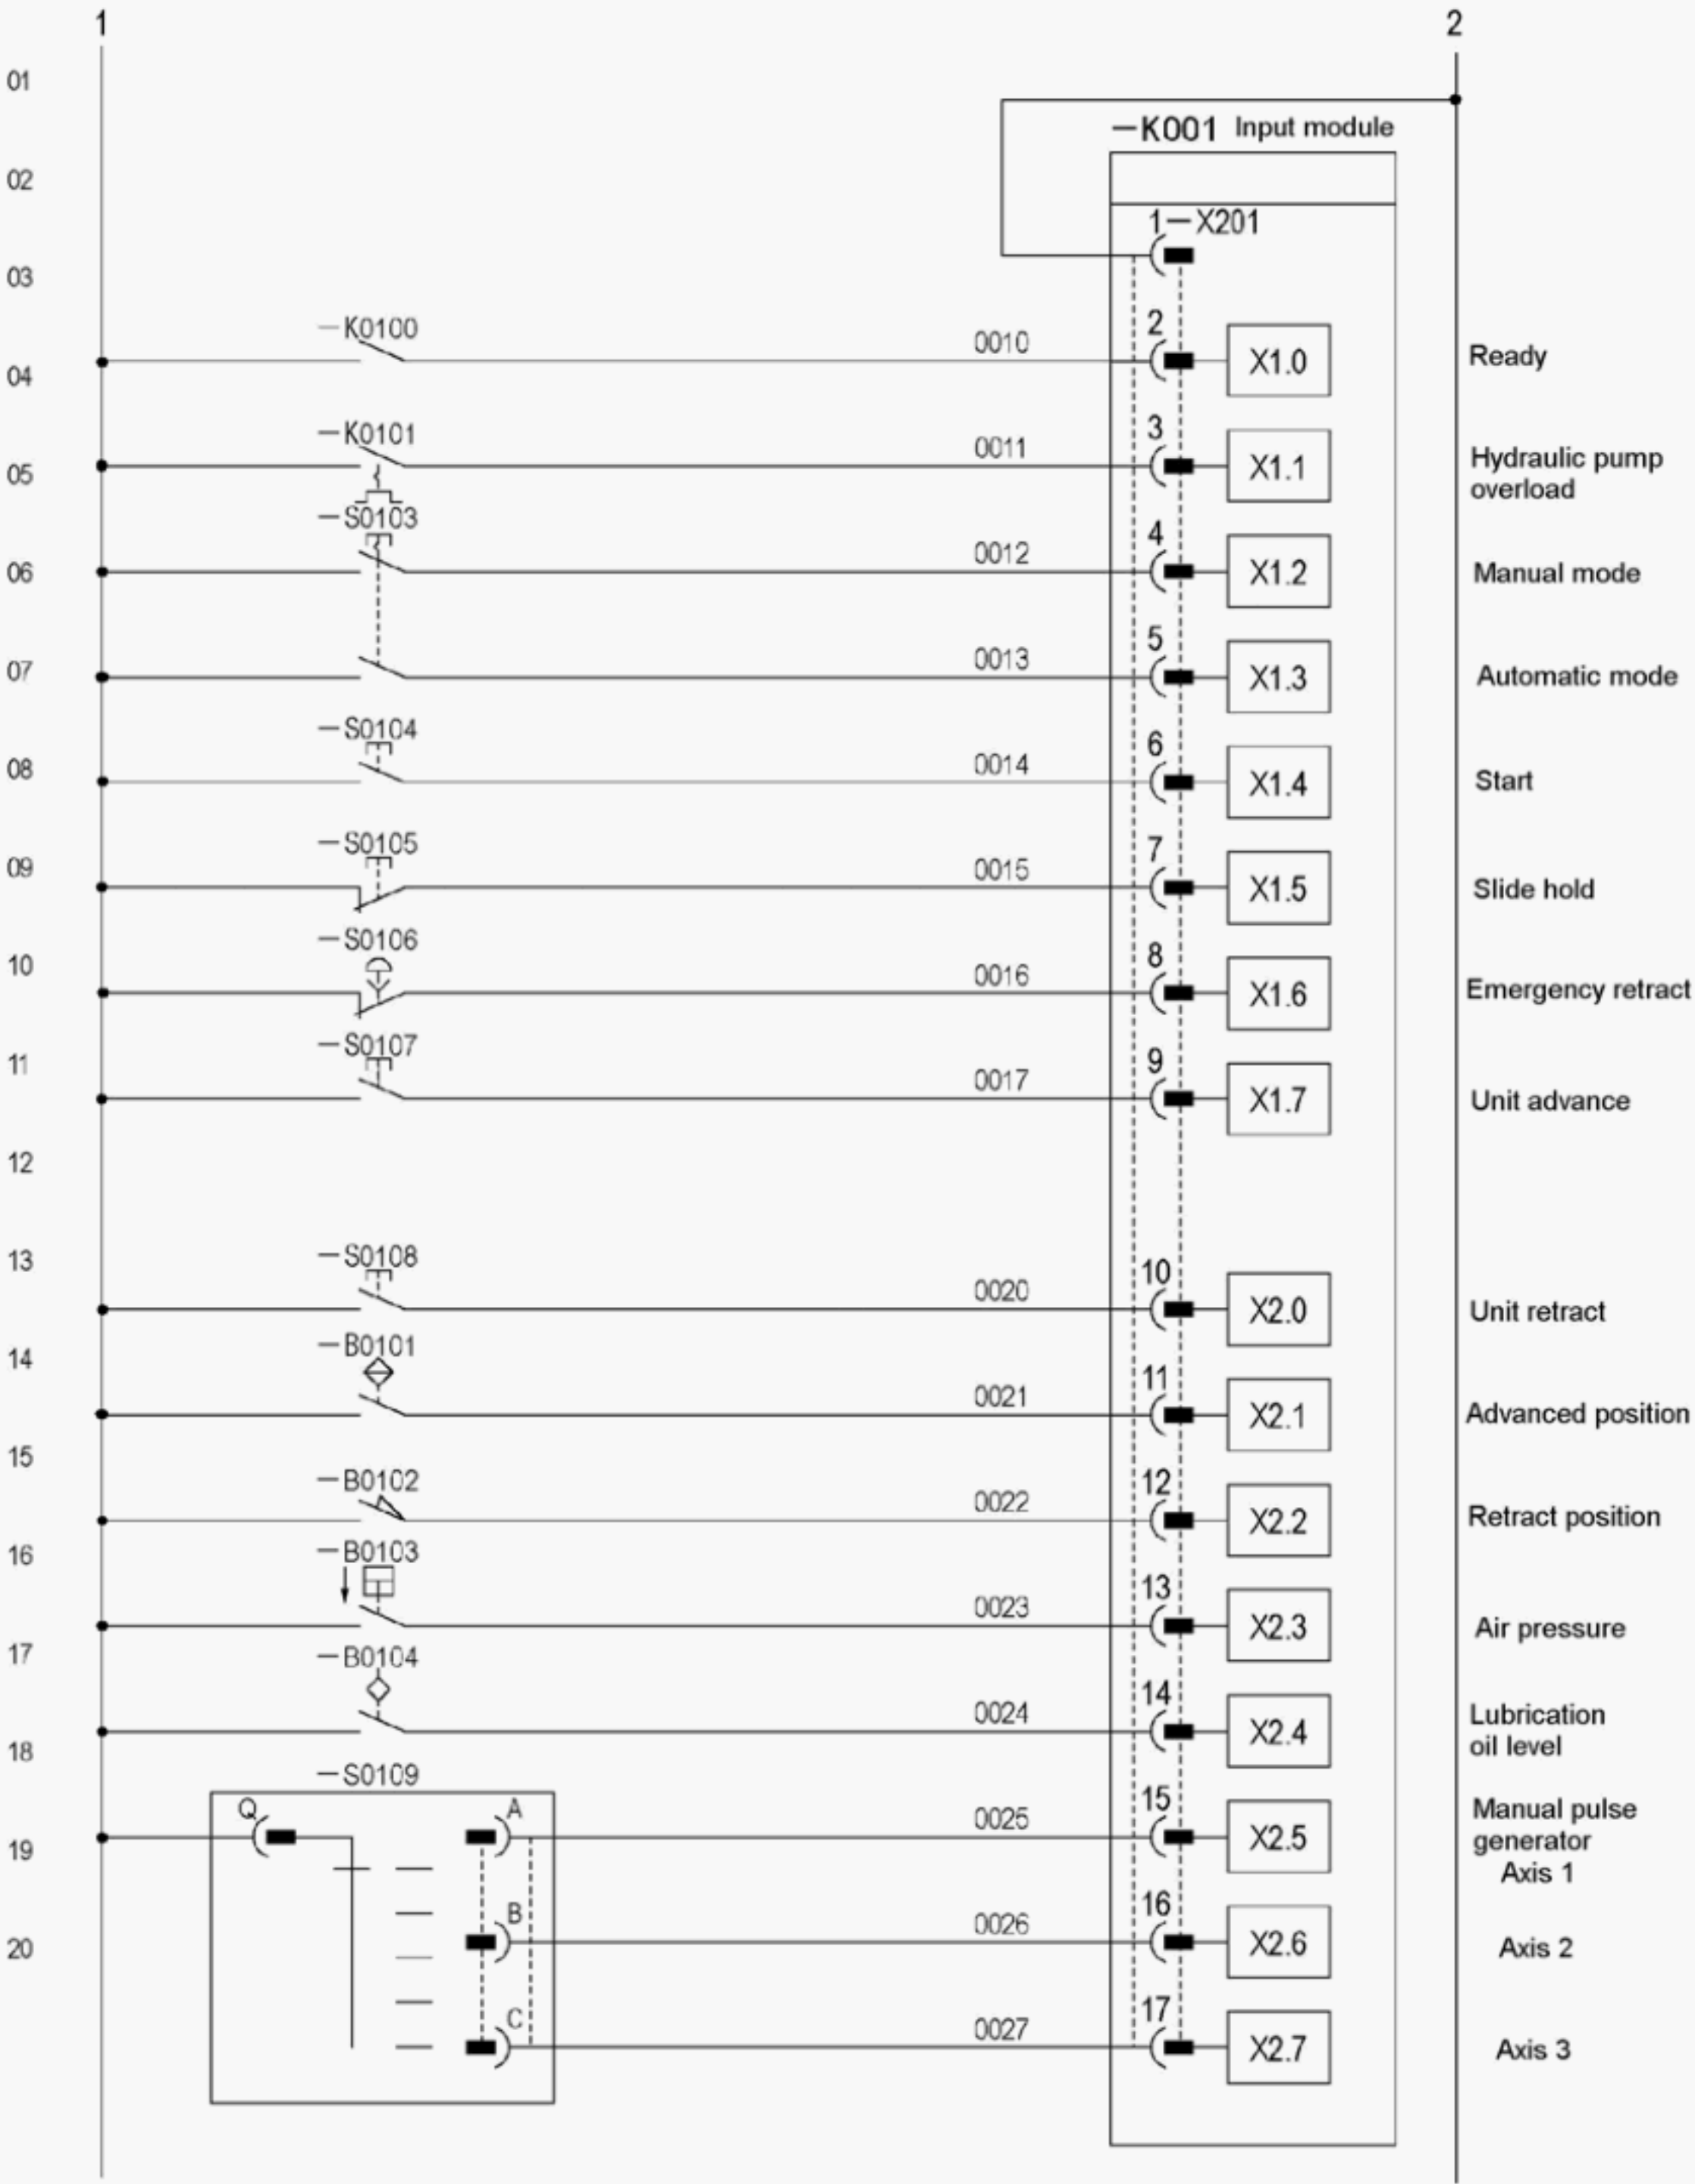 1 2
01
—K001 Input module
02
1—X201
03
—K0100 0010 2 X1.0 Ready
04
—K0101 0011 3 X1.1 Hydraulic pump
overload
05
—S0103 0012 4 X1.2 Manual mode
06
0013 5 X1.3 Automatic mode
07
—S0104 0014 6 X1.4 Start
08
—S0105 0015 7 X1.5 Slide hold
09
—S0106 0016 8 X1.6 Emergency retract
10
—S0107 0017 9 X1.7 Unit advance
11
12
—S0108 0020 10 X2.0 Unit retract
13
—B0101 0021 11 X2.1 Advanced position
14
—B0102 0022 12 X2.2 Retract position
15
—B0103 0023 13 X2.3 Air pressure
16
—B0104 0024 14 X2.4 Lubrication
oil level
17
18
—S0109
Q A 0025 15 X2.5 Manual pulse
generator
Axis 1
19
B 0026 16 X2.6 Axis 2
20
C 0027 17 X2.7 Axis 3